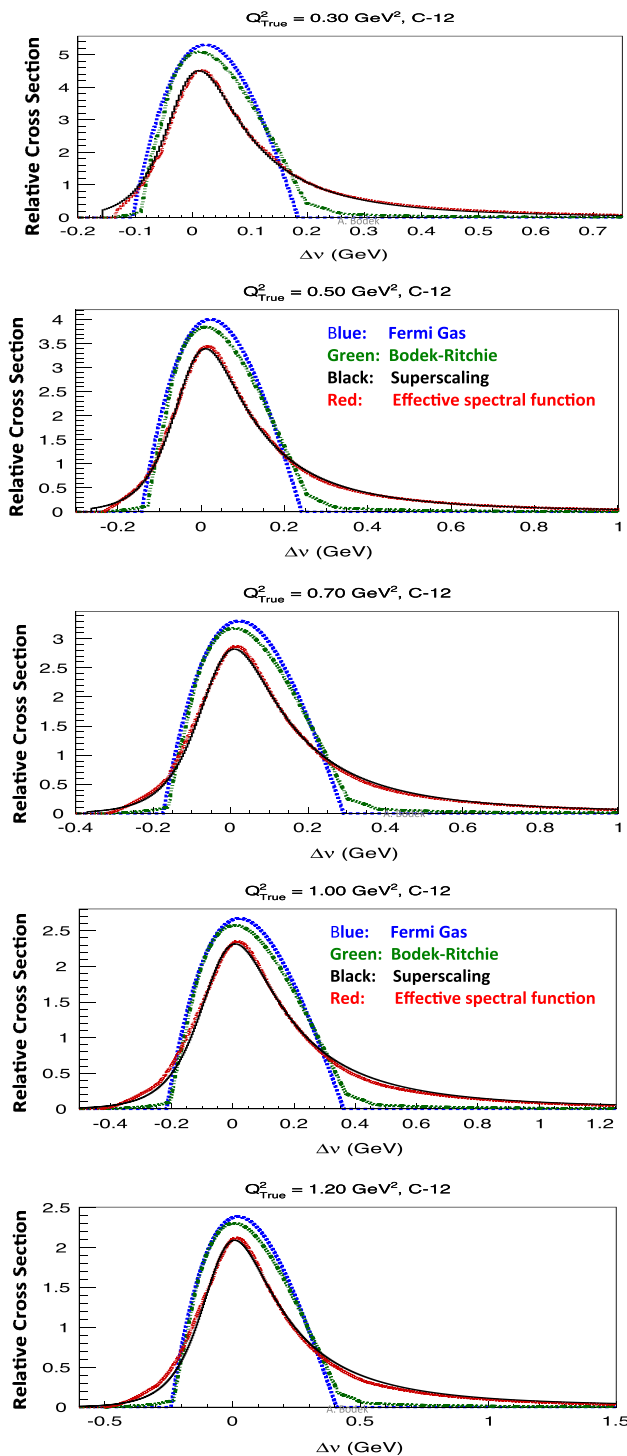 Q²True = 0.30 GeV², C-12
Relative Cross Section
5
4
3
2
1
0
-0.2 -0.1 0 0.1 0.2 0.3 0.4 0.5 0.6 0.7
A. Bodek
Δν (GeV)
Q²True = 0.50 GeV², C-12
Relative Cross Section
4
3.5
3
2.5
2
1.5
1
0.5
0
Blue: Fermi Gas
Green: Bodek-Ritchie
Black: Superscaling
Red: Effective spectral function
-0.2 0 0.2 0.4 0.6 0.8 1
Δν (GeV)
Q²True = 0.70 GeV², C-12
Relative Cross Section
3
2.5
2
1.5
1
0.5
0
-0.4 -0.2 0 0.2 0.4 0.6 0.8 1
A. Bodek
Δν (GeV)
Q²True = 1.00 GeV², C-12
Relative Cross Section
2.5
2
1.5
1
0.5
0
Blue: Fermi Gas
Green: Bodek-Ritchie
Black: Superscaling
Red: Effective spectral function
-0.4 -0.2 0 0.2 0.4 0.6 0.8 1 1.2
Δν (GeV)
Q²True = 1.20 GeV², C-12
Relative Cross Section
2.5
2
1.5
1
0.5
0
-0.5 0 0.5 1 1.5
A. Bodek
Δν (GeV)